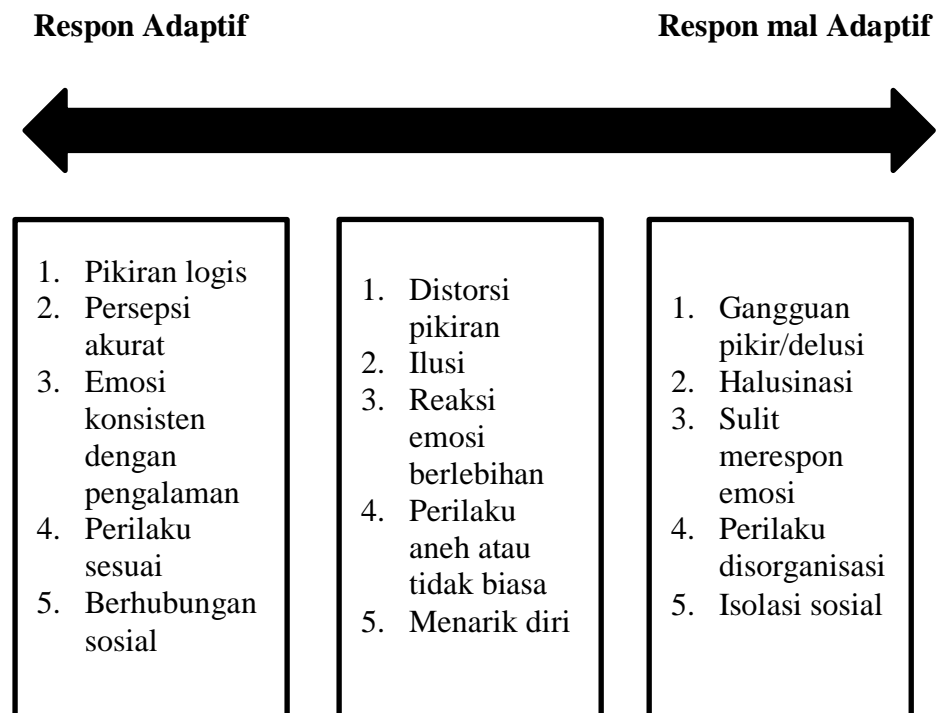 Respon Adaptif
Respon mal Adaptif
1. Pikiran logis
2. Persepsi
akurat
3. Emosi
konsisten
dengan
pengalaman
4. Perilaku
sesuai
5. Berhubungan
sosial
1. Distorsi
pikiran
2. Ilusi
3. Reaksi
emosi
berlebihan
4. Perilaku
aneh atau
tidak biasa
5. Menarik diri
1. Gangguan
pikir/delusi
2. Halusinasi
3. Sulit
merespon
emosi
4. Perilaku
disorganisasi
5. Isolasi sosial